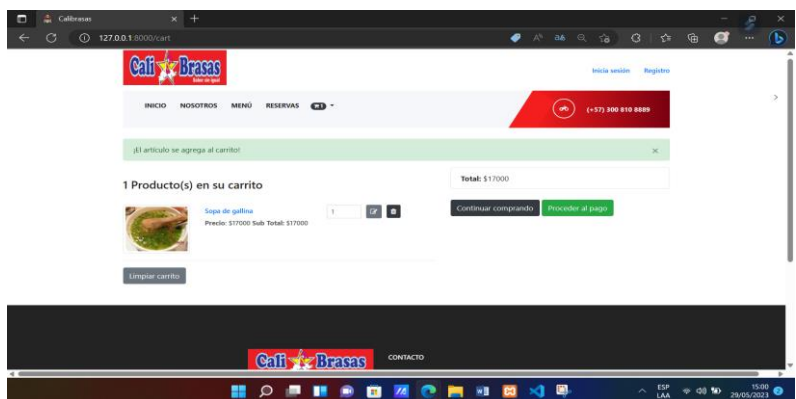 Calibrasas
127.0.0.1:8000/cart
Cali Brasas
Inicia sesión Registro
INICIO NOSOTROS MENÚ RESERVAS 1
(+57) 300 810 8889
¡El artículo se agrega al carrito!
1 Producto(s) en su carrito
Total: $17000
Sopa de gallina
1
Precio: $17000 Sub Total: $17000
Continuar comprando Proceder al pago
Limpiar carrito
Cali Brasas
CONTACTO
ESP
LAA
15:00
29/05/2023